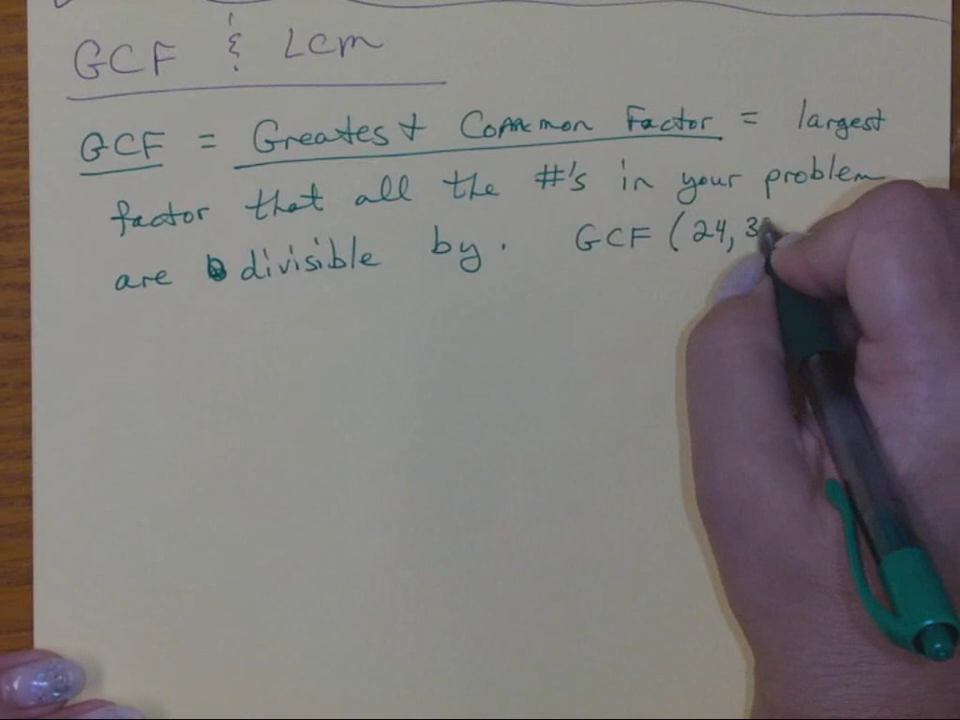 GCF & LCM
GCF = Greatest Common Factor = largest
factor that all the #'s in your problem
are divisible by. GCF (24, 3